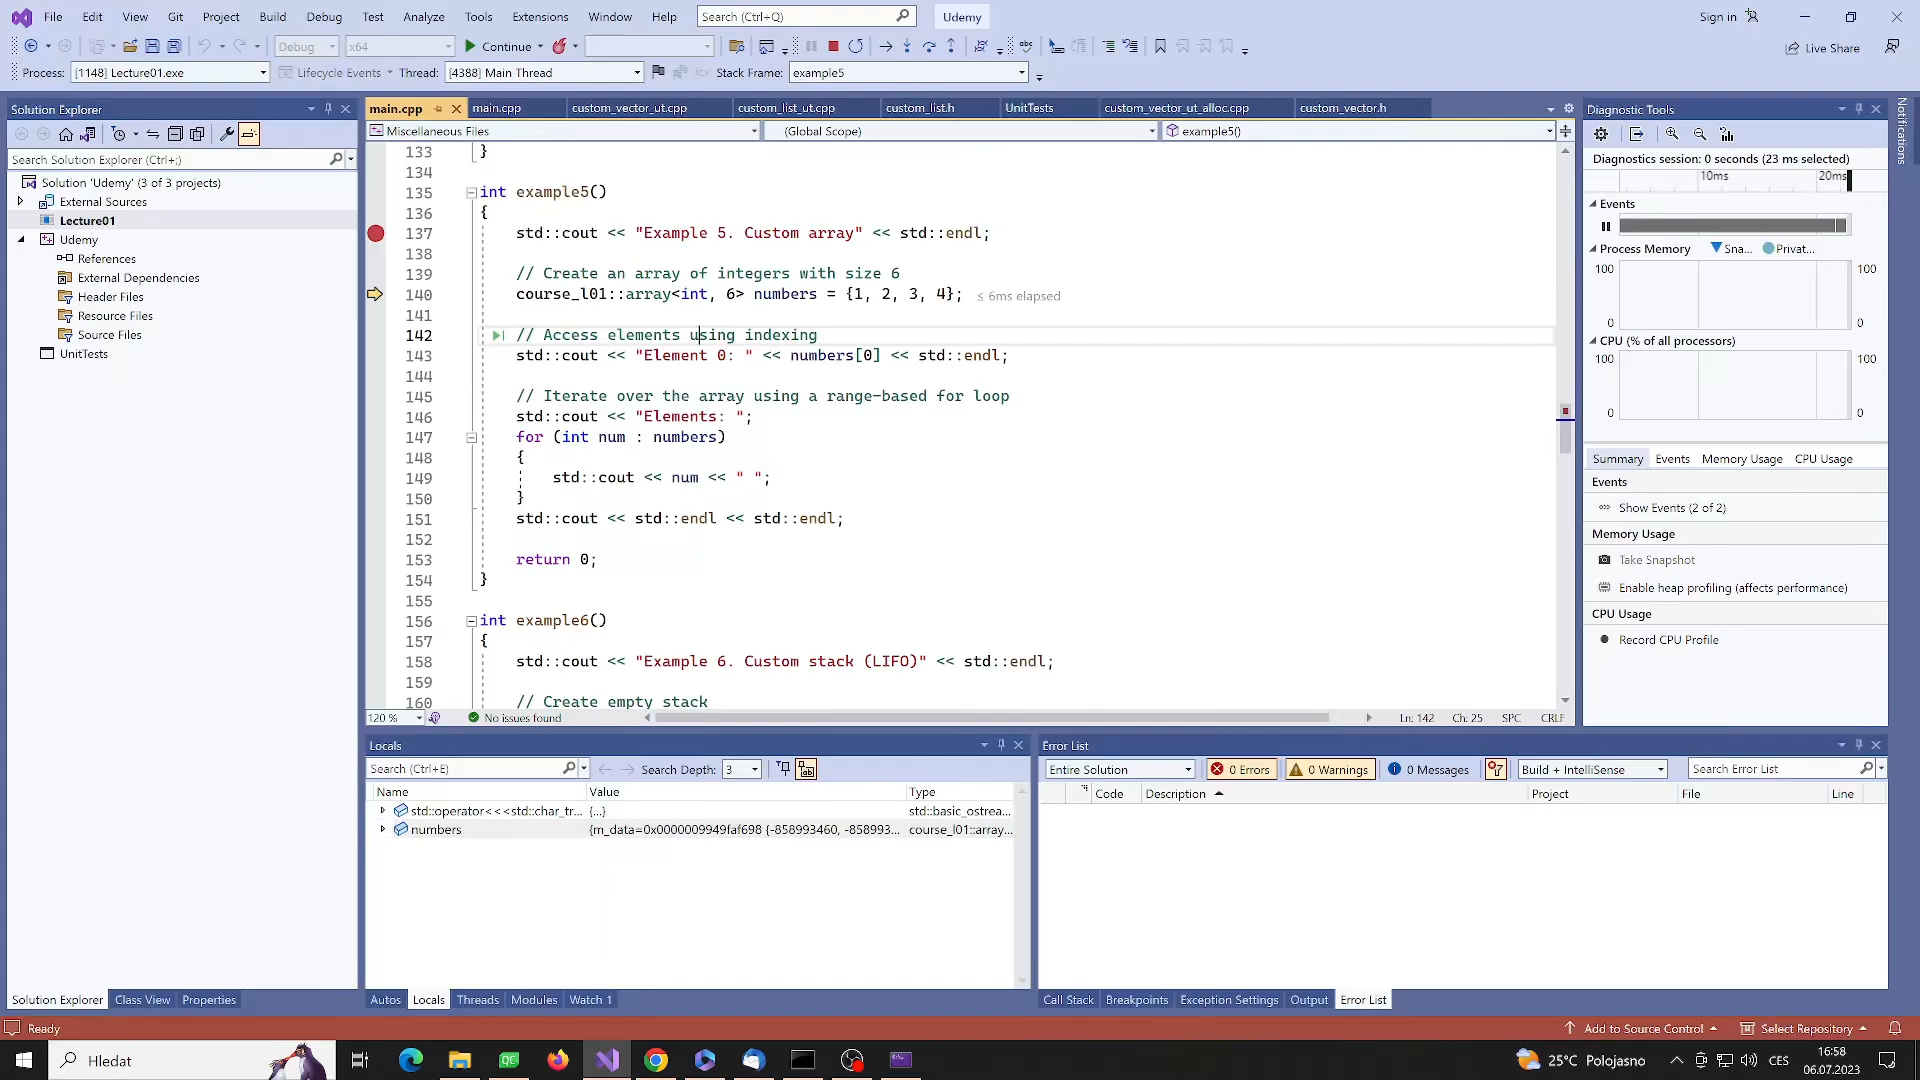 File Edit View Git Project Build Debug Test Analyze Tools Extensions Window Help Search (Ctrl+Q) Udemy Sign in
Debug x64 Continue Live Share
Process: [1148] Lecture01.exe Lifecycle Events Thread: [4388] Main Thread Stack Frame: example5
Solution Explorer
Search Solution Explorer (Ctrl+;)
Solution 'Udemy' (3 of 3 projects)
External Sources
Lecture01
Udemy
References
External Dependencies
Header Files
Resource Files
Source Files
UnitTests
Solution Explorer Class View Properties
main.cpp main.cpp custom_vector_ut.cpp custom_list_ut.cpp custom_list.h UnitTests custom_vector_ut_alloc.cpp custom_vector.h
Miscellaneous Files (Global Scope) example5()
133 }
134
135 int example5()
136 {
137 std::cout << "Example 5. Custom array" << std::endl;
138
139 // Create an array of integers with size 6
140 course_l01::array<int, 6> numbers = {1, 2, 3, 4}; ≤ 6ms elapsed
141
142 // Access elements using indexing
143 std::cout << "Element 0: " << numbers[0] << std::endl;
144
145 // Iterate over the array using a range-based for loop
146 std::cout << "Elements: ";
147 for (int num : numbers)
148 {
149 std::cout << num << " ";
150 }
151 std::cout << std::endl << std::endl;
152
153 return 0;
154 }
155
156 int example6()
157 {
158 std::cout << "Example 6. Custom stack (LIFO)" << std::endl;
159
160 // Create empty stack
120 % No issues found Ln: 142 Ch: 25 SPC CRLF
Diagnostic Tools
Diagnostics session: 0 seconds (23 ms selected)
10ms 20ms
Events
Process Memory Sna... Privat...
100 100
0 0
CPU (% of all processors)
100 100
0 0
Summary Events Memory Usage CPU Usage
Events
Show Events (2 of 2)
Memory Usage
Take Snapshot
Enable heap profiling (affects performance)
CPU Usage
Record CPU Profile
Notifications
Locals
Search (Ctrl+E) Search Depth: 3
Name Value Type
std::operator<<<std::char_tr... {...} std::basic_ostrea...
numbers {m_data=0x0000009949faf698 {-858993460, -858993... course_l01::array...
Autos Locals Threads Modules Watch 1
Error List
Entire Solution 0 Errors 0 Warnings 0 Messages Build + IntelliSense Search Error List
Code Description Project File Line
Call Stack Breakpoints Exception Settings Output Error List
Ready Add to Source Control Select Repository
Hledat QC 25°C Polojasno CES 16:58
06.07.2023